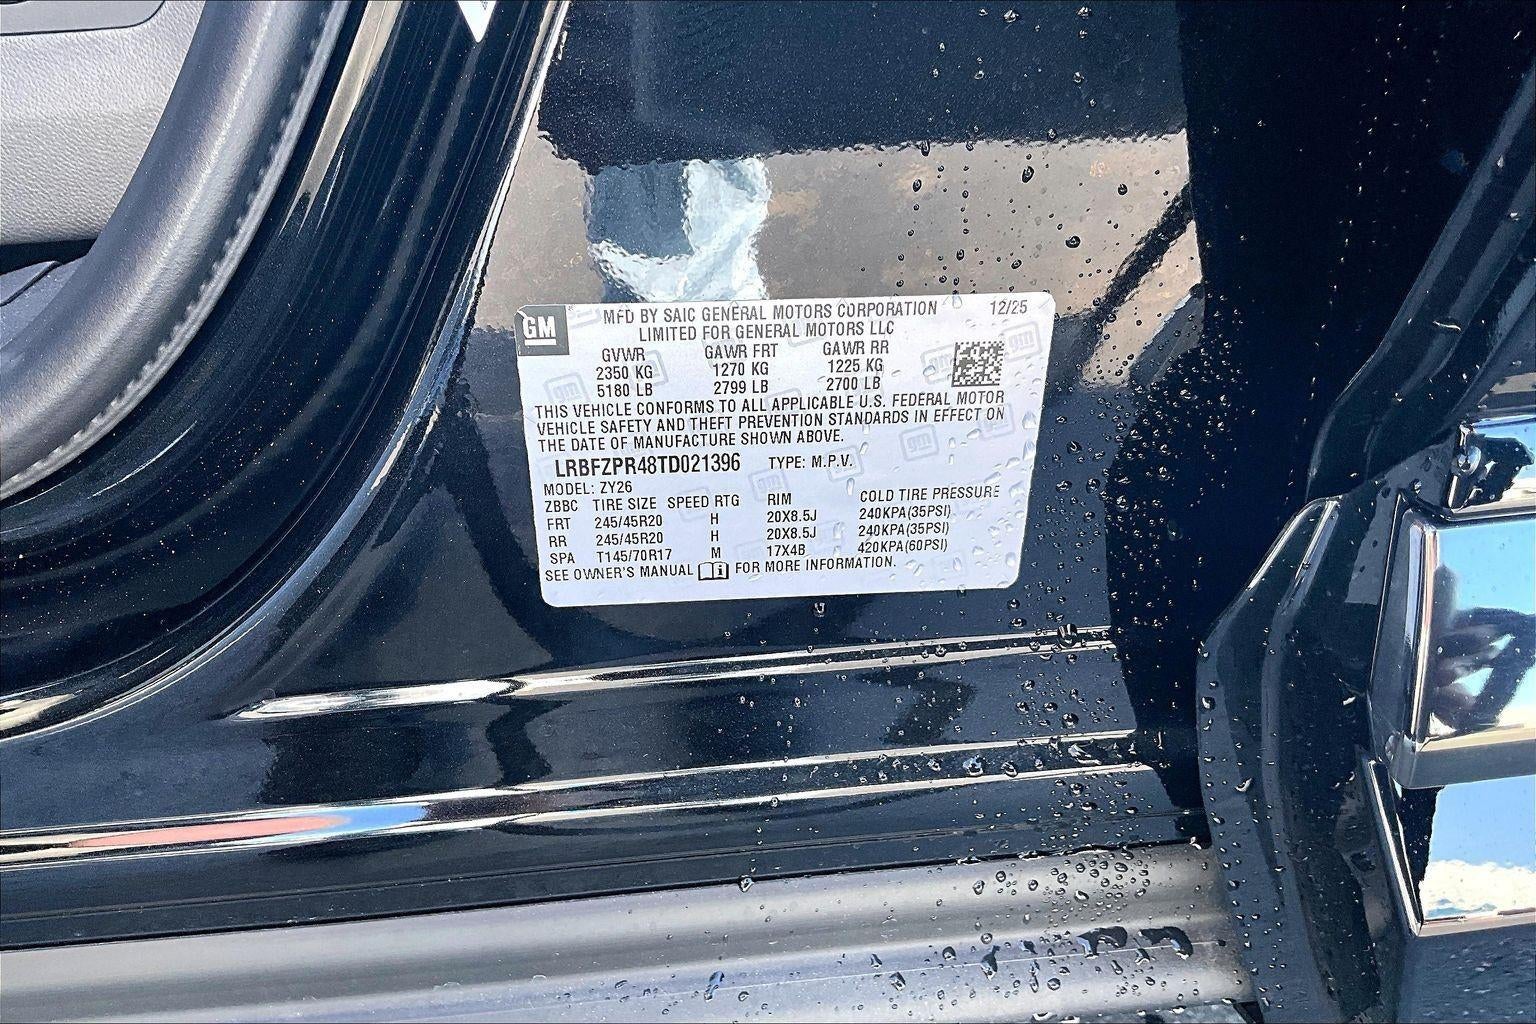 GM
MFD BY SAIC GENERAL MOTORS CORPORATION 12/25
LIMITED FOR GENERAL MOTORS LLC
GVWR GAWR FRT GAWR RR
2350 KG 1270 KG 1225 KG
5180 LB 2799 LB 2700 LB
THIS VEHICLE CONFORMS TO ALL APPLICABLE U.S. FEDERAL MOTOR
VEHICLE SAFETY AND THEFT PREVENTION STANDARDS IN EFFECT ON
THE DATE OF MANUFACTURE SHOWN ABOVE.
LRBFZPR48TD021396 TYPE: M.P.V.
MODEL: ZY26
ZBBC TIRE SIZE SPEED RTG RIM COLD TIRE PRESSURE
FRT 245/45R20 H 20X8.5J 240KPA(35PSI)
RR 245/45R20 H 20X8.5J 240KPA(35PSI)
SPA T145/70R17 M 17X4B 420KPA(60PSI)
SEE OWNER'S MANUAL FOR MORE INFORMATION.